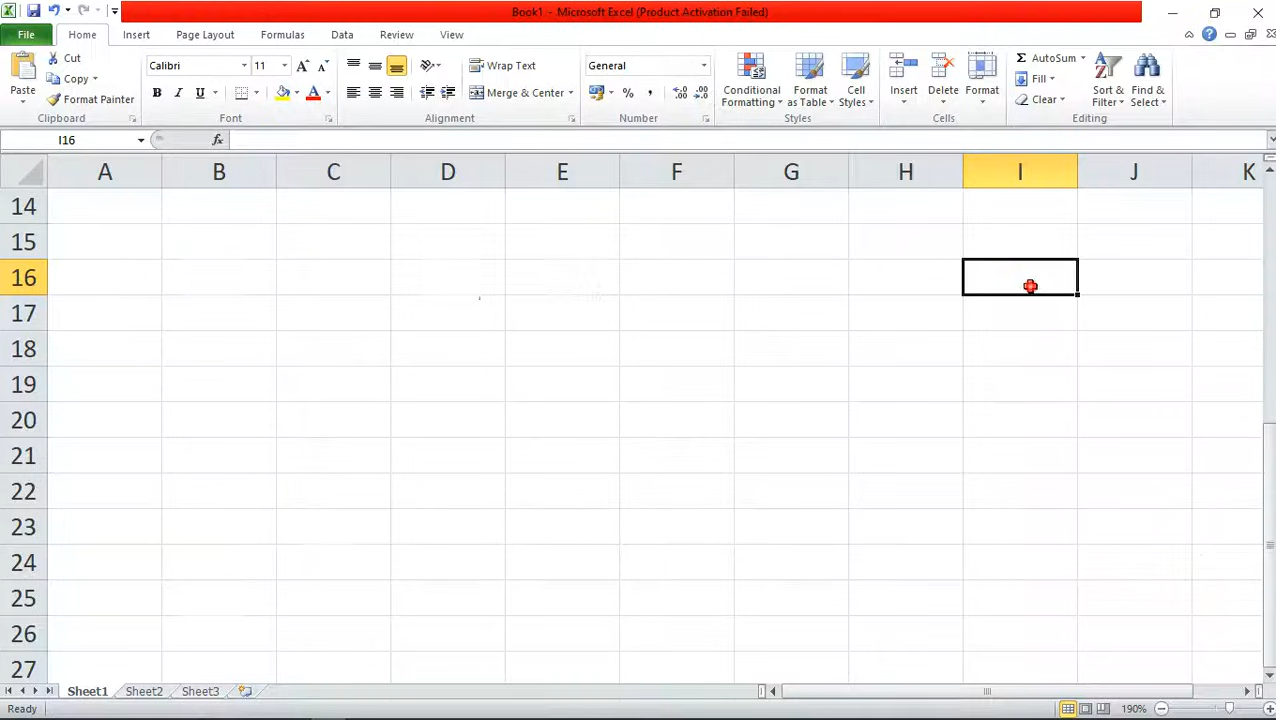 Book1 - Microsoft Excel (Product Activation Failed)
File Home Insert Page Layout Formulas Data Review View
Paste
Cut
Copy
Format Painter
Clipboard
Calibri 11 A A
B I U A
Font
Wrap Text
Merge & Center
Alignment
General
% ,
Number
Conditional Formatting
Format as Table
Cell Styles
Styles
Insert
Delete
Format
Cells
Σ AutoSum
Fill
Clear
Sort & Filter
Find & Select
Editing
I16 fx
A B C D E F G H I J K
14
15
16
17
18
19
20
21
22
23
24
25
26
27
Sheet1 Sheet2 Sheet3
Ready 190%